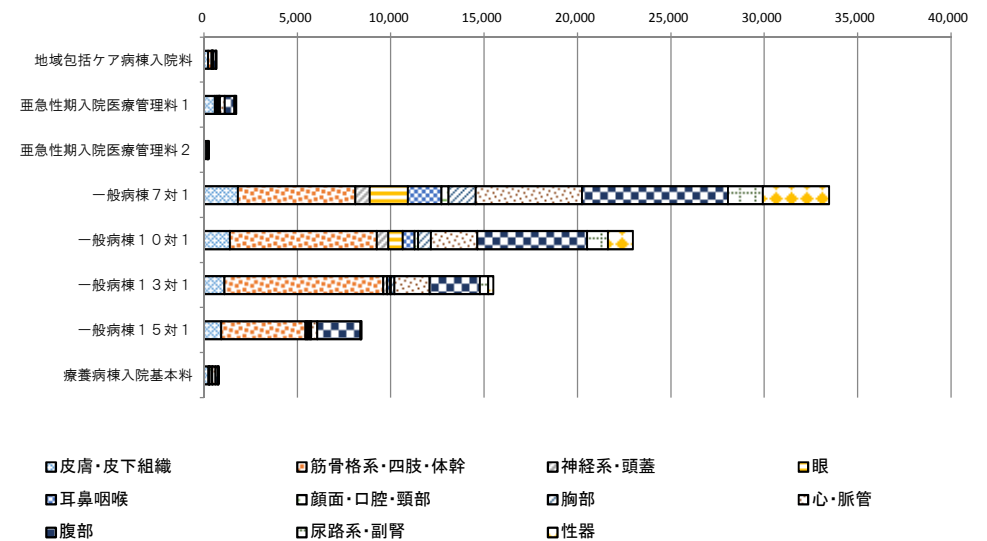 0 5,000 10,000 15,000 20,000 25,000 30,000 35,000 40,000
地域包括ケア病棟入院料
亜急性期入院医療管理料１
亜急性期入院医療管理料２
一般病棟７対１
一般病棟１０対１
一般病棟１３対１
一般病棟１５対１
療養病棟入院基本料
皮膚・皮下組織 筋骨格系・四肢・体幹 神経系・頭蓋 眼
耳鼻咽喉 顔面・口腔・頸部 胸部 心・脈管
腹部 尿路系・副腎 性器